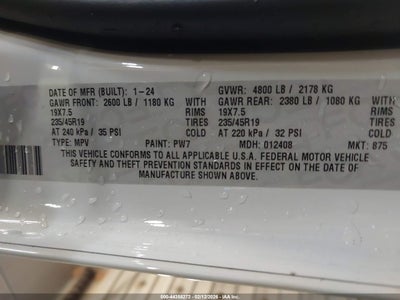 DATE OF MFR (BUILT): 1-24 GVWR: 4800 LB / 2178 KG
GAWR FRONT: 2600 LB / 1180 KG WITH GAWR REAR: 2380 LB / 1080 KG WITH
19X7.5 RIMS 19X7.5 RIMS
235/45R19 TIRES 235/45R19 TIRES
AT 240 kPa / 35 PSI COLD AT 220 kPa / 32 PSI COLD
TYPE: MPV PAINT: PW7 MDH: 012408 MKT: 875
THIS VEHICLE CONFORMS TO ALL APPLICABLE U.S.A. FEDERAL MOTOR VEHICLE
SAFETY AND THEFT PREVENTION STANDARDS IN EFFECT ON THE DATE OF
MANUFACTURE SHOWN ABOVE.